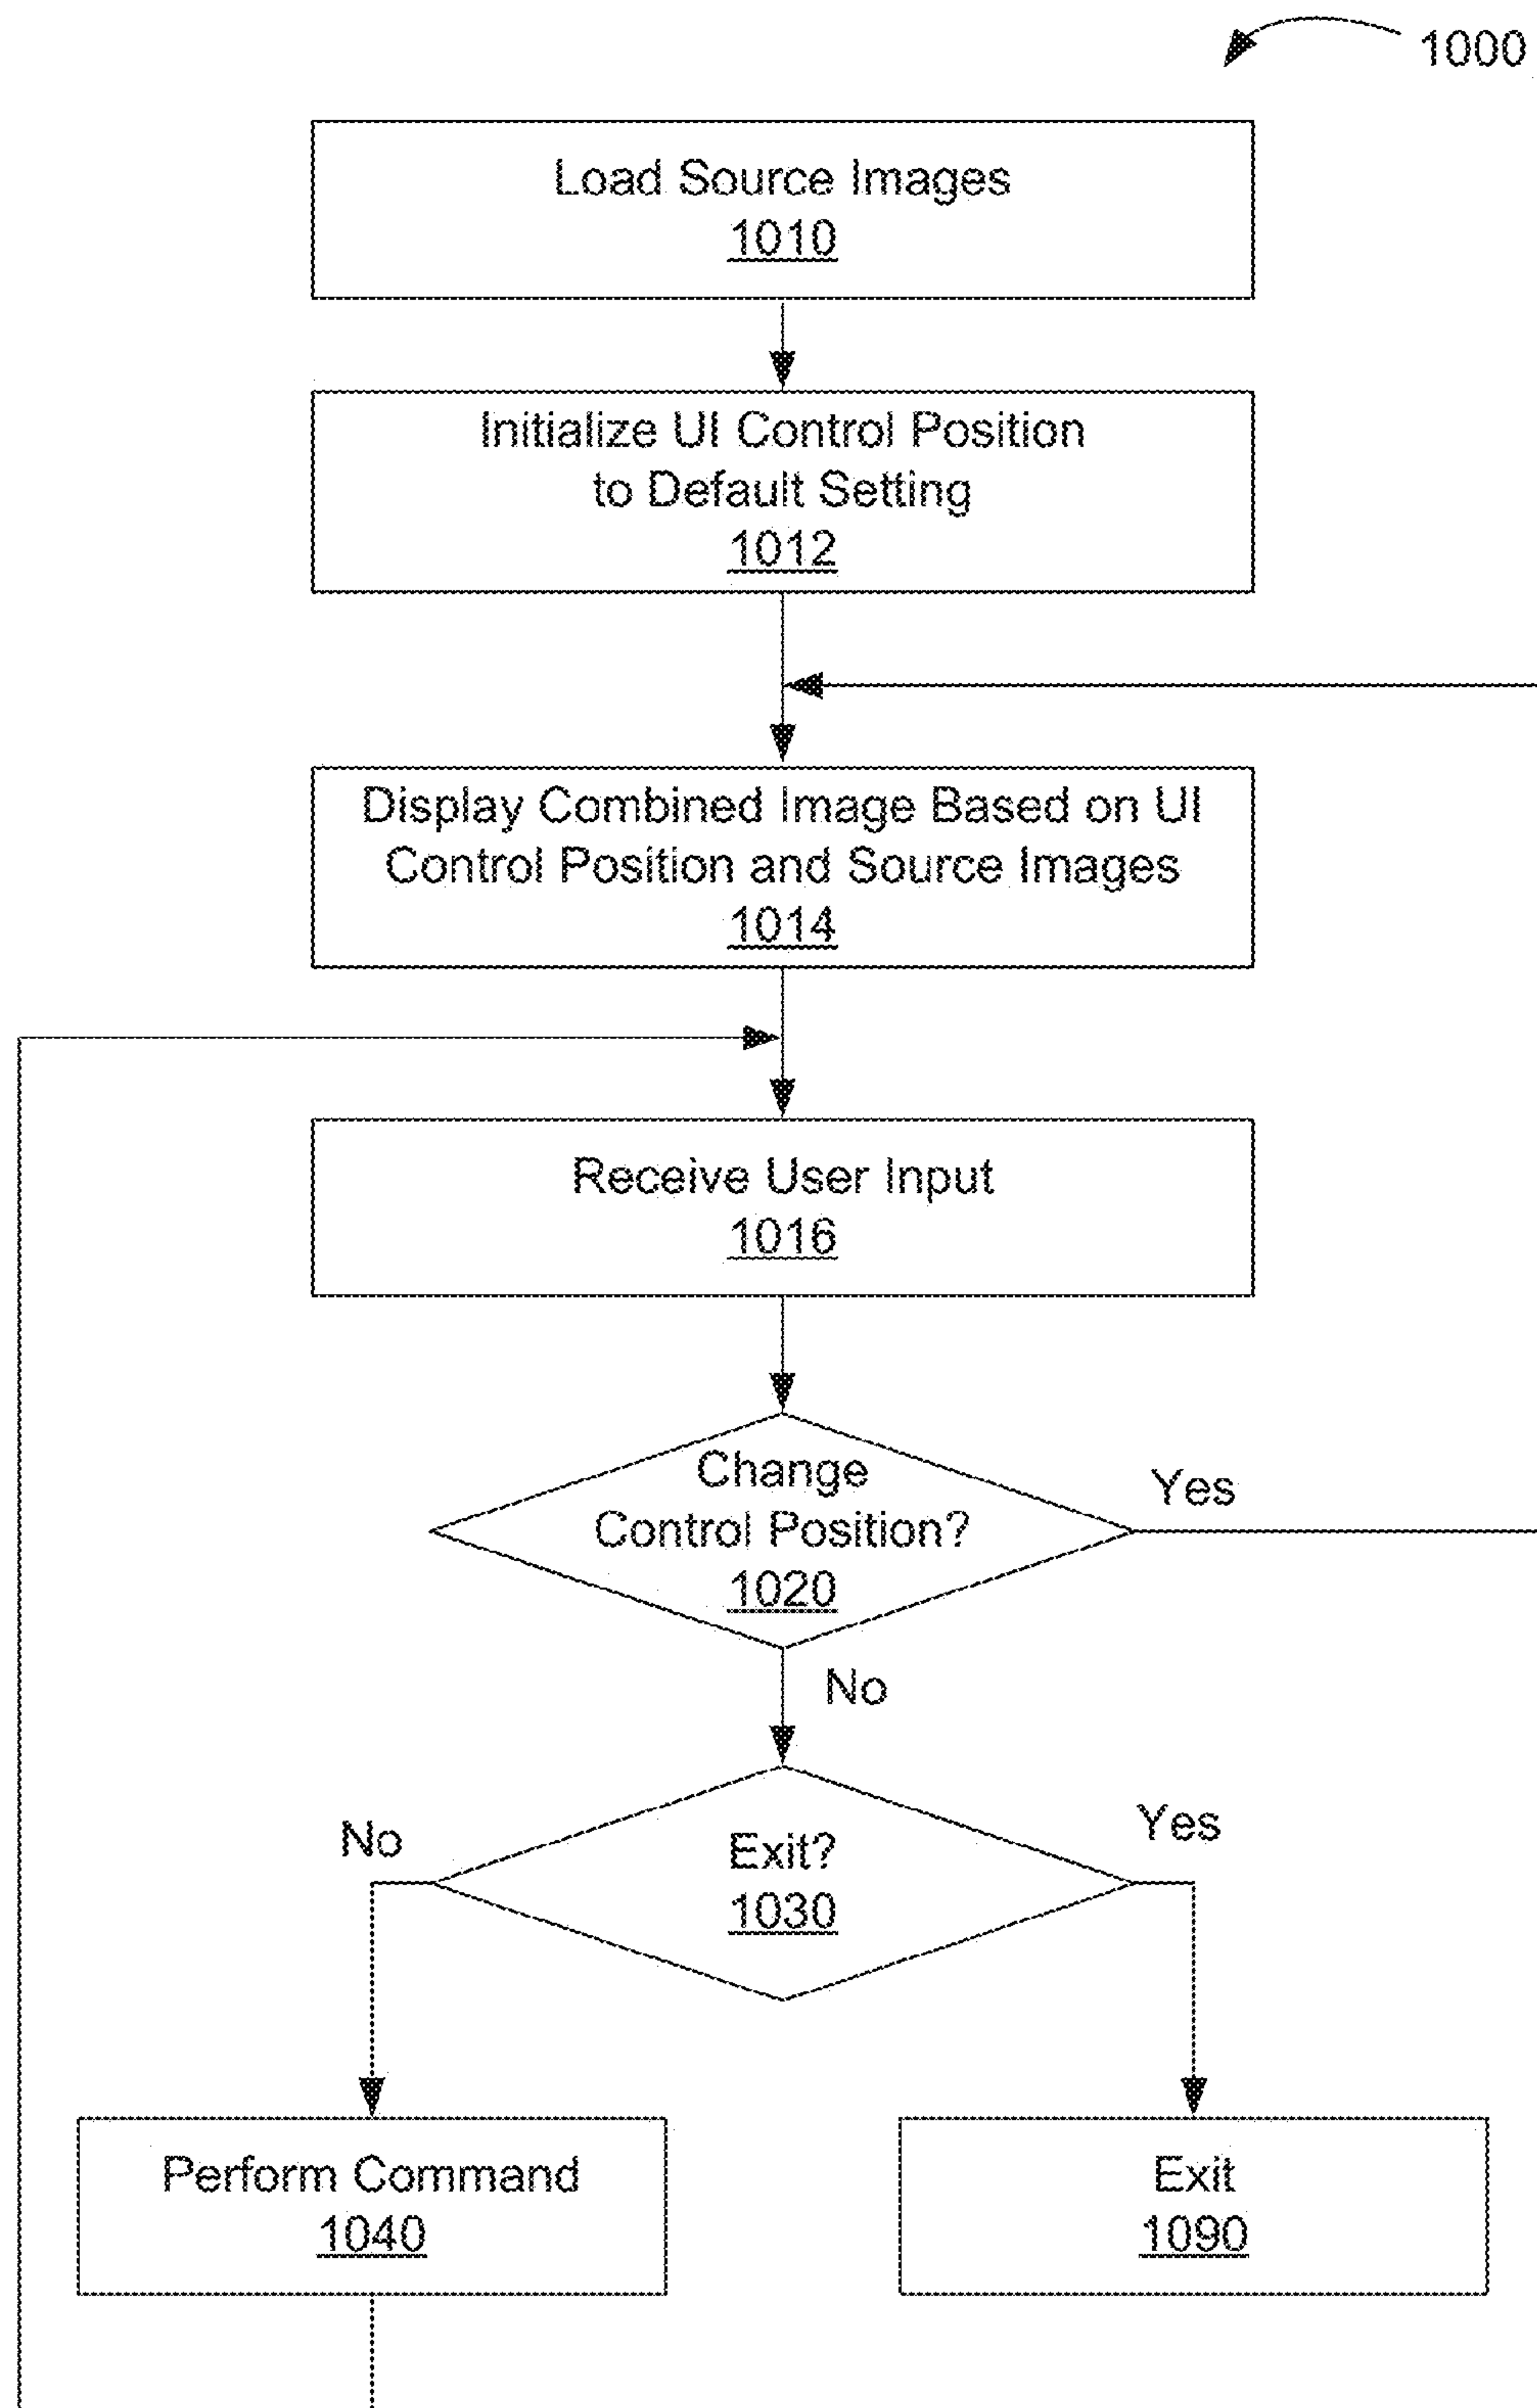 1000
Load Source Images
1010
Initialize UI Control Position
to Default Setting
1012
Display Combined Image Based on UI
Control Position and Source Images
1014
Receive User Input
1016
Change
Control Position?
1020
Yes
No
Exit?
1030
No
Yes
Perform Command
1040
Exit
1090